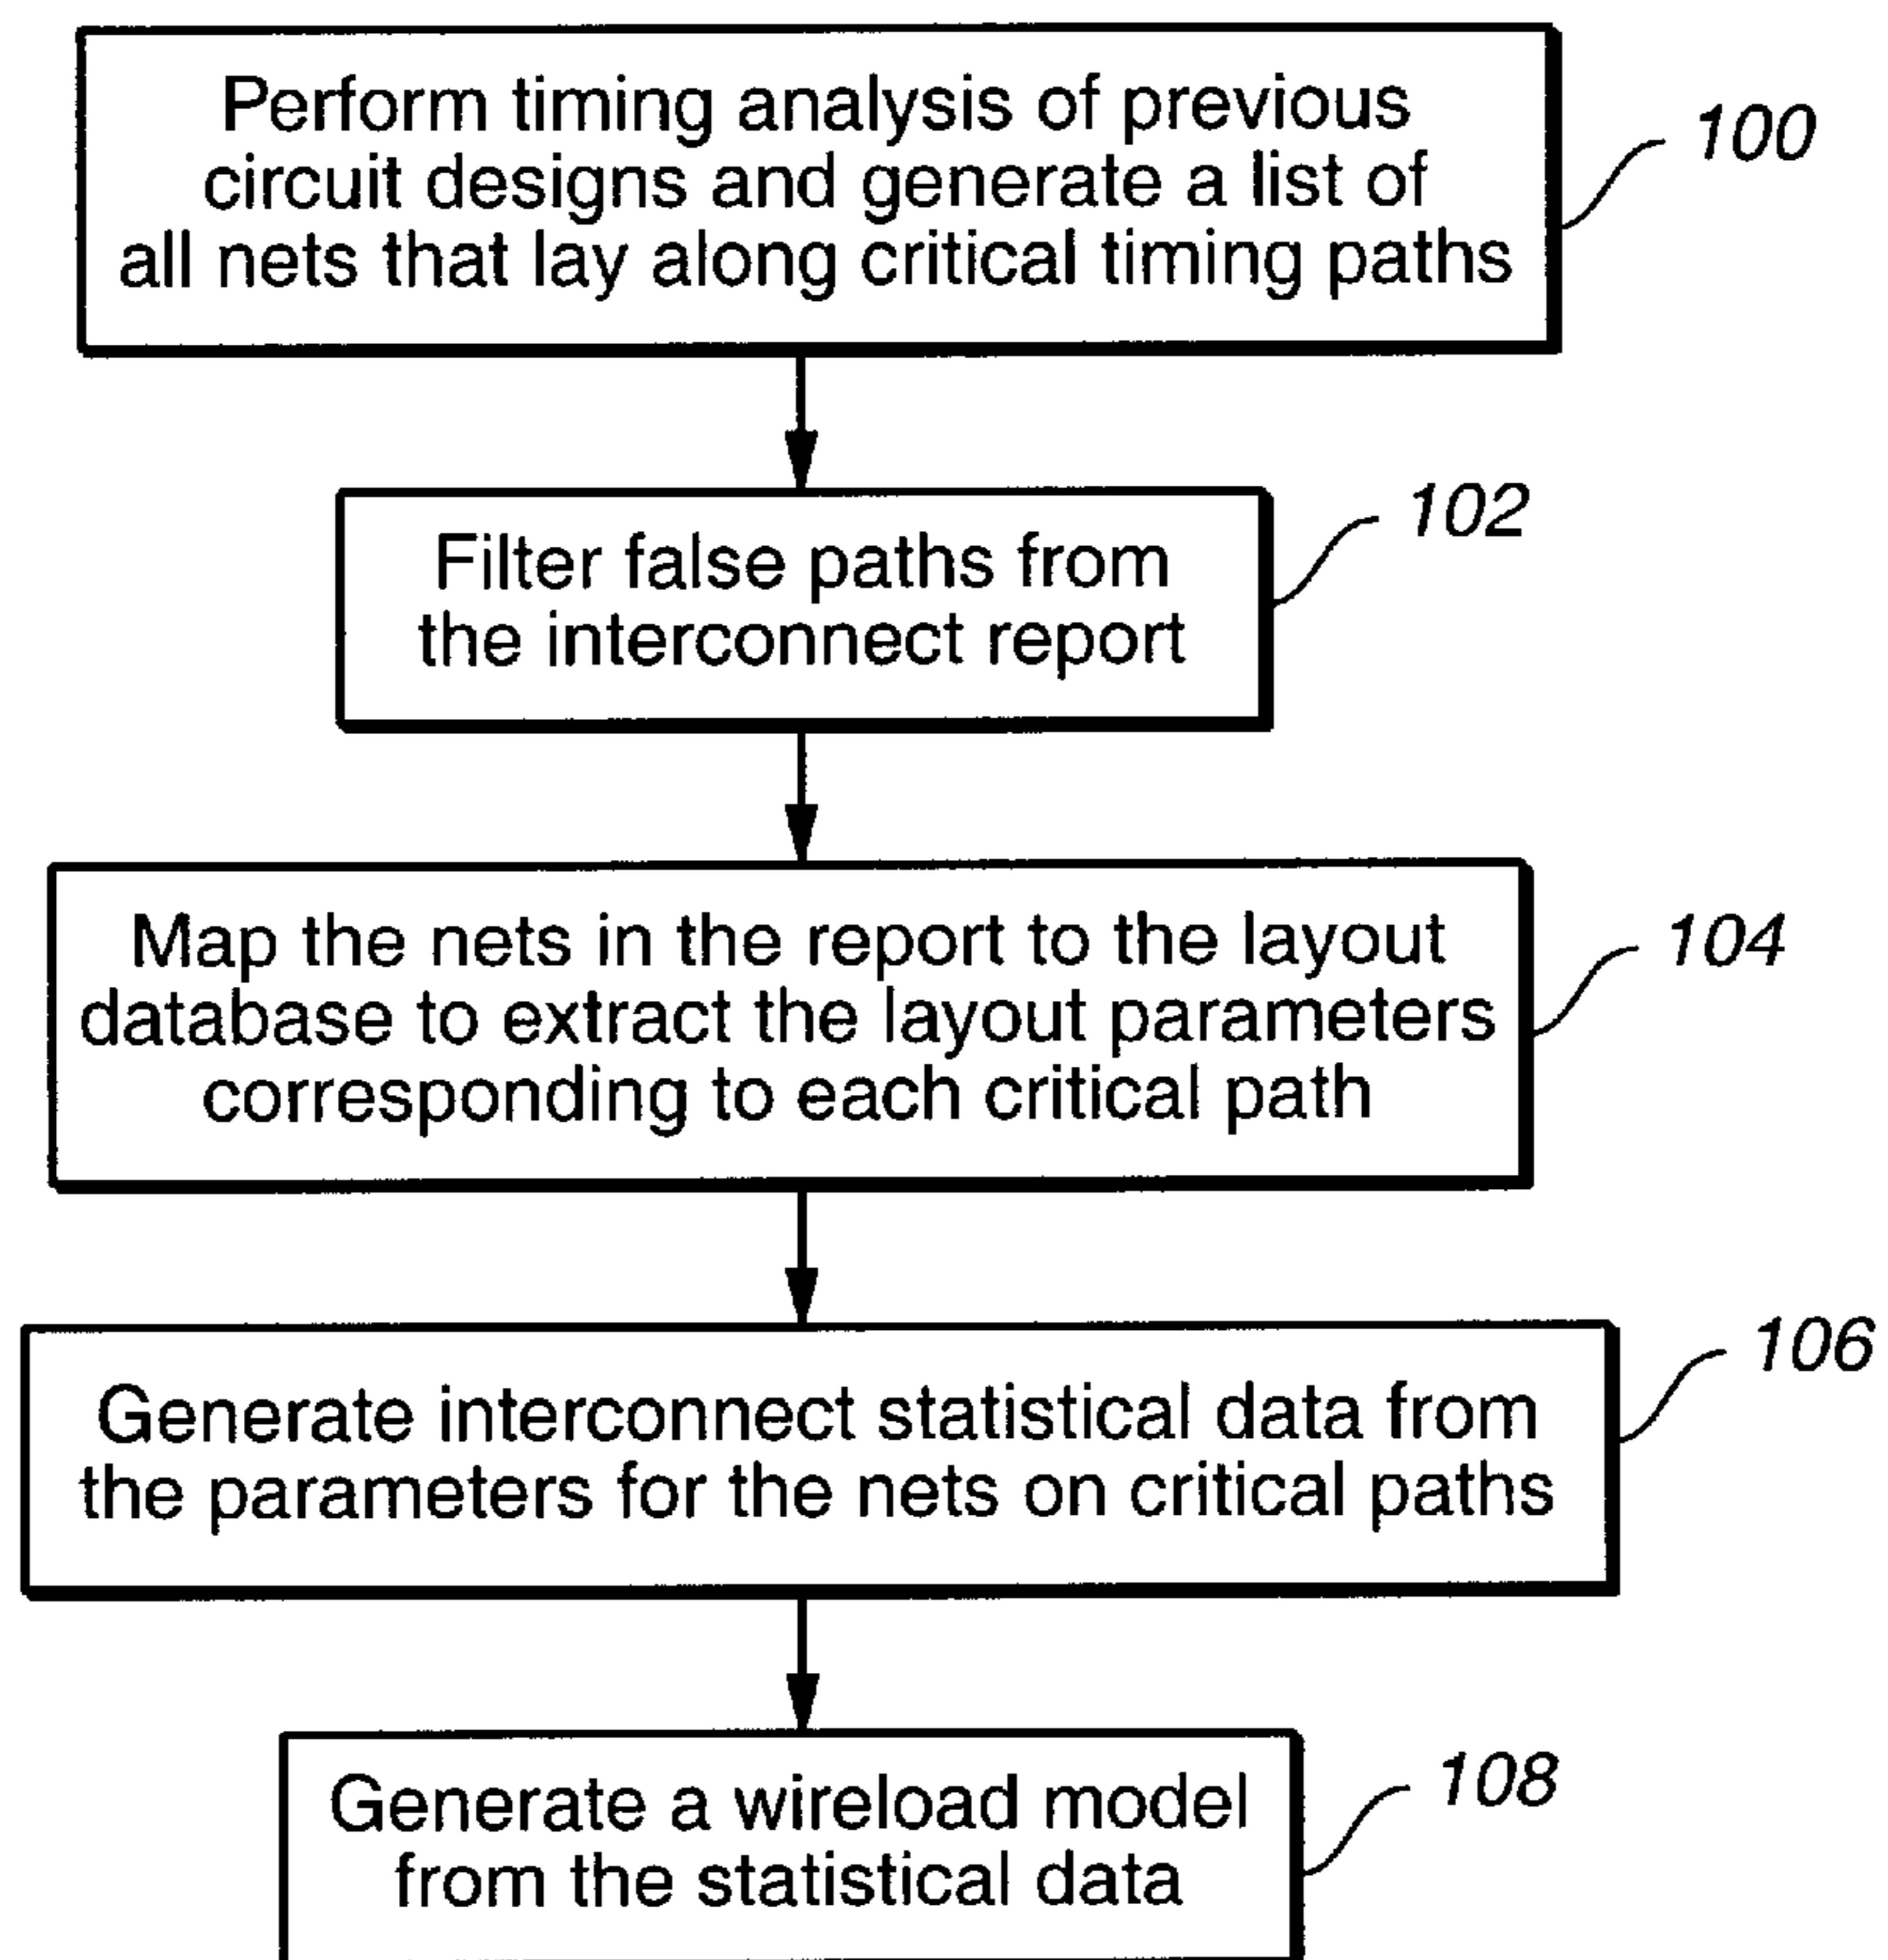 Perform timing analysis of previous
circuit designs and generate a list of
all nets that lay along critical timing paths
100
Filter false paths from
the interconnect report
102
Map the nets in the report to the layout
database to extract the layout parameters
corresponding to each critical path
104
Generate interconnect statistical data from
the parameters for the nets on critical paths
106
Generate a wireload model
from the statistical data
108